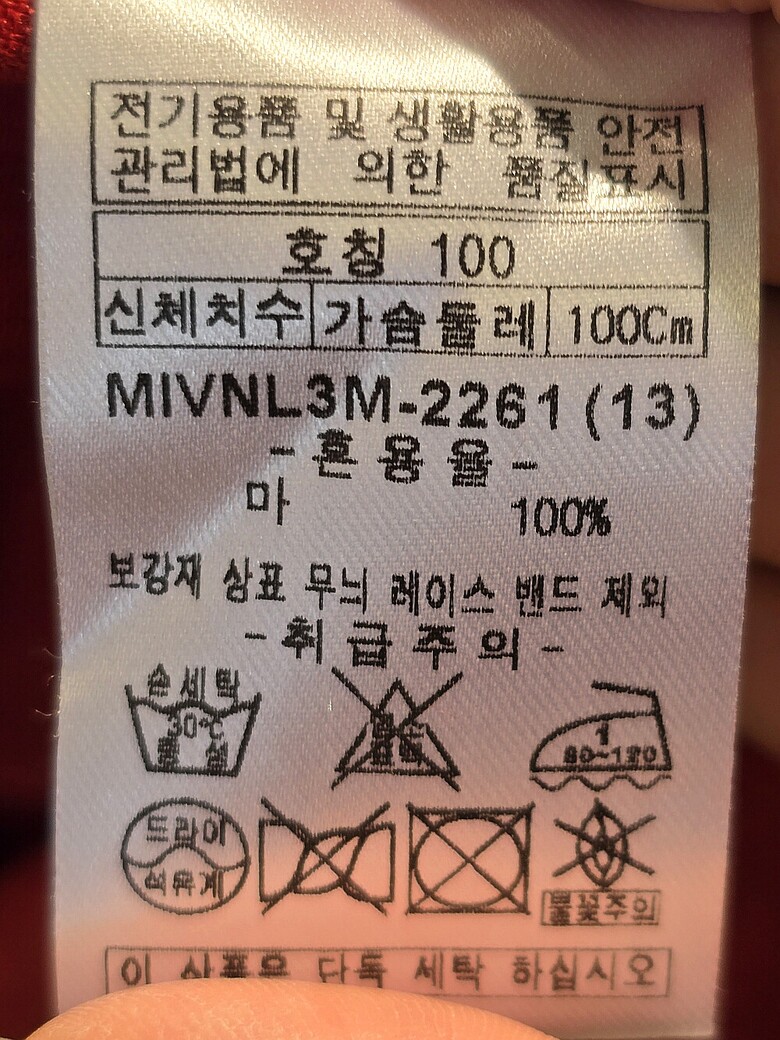 전기용품 및 생활용품 안전
관리법에 의한 품질표시
호칭 100
신체치수 가슴둘레 100Cm
MIVNL3M-2261 (13)
- 혼용율 -
마 100%
보강재 상표 무늬 레이스 밴드 제외
- 취급주의 -
손세탁
30℃
중성
1
80~120
드라이
석유계
불꽃주의
이 상품은 단독 세탁 하십시오